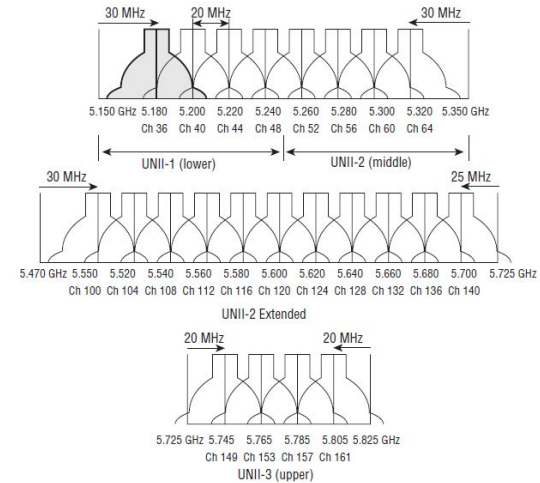 30 MHz 20 MHz 30 MHz
5.150 GHz 5.180 5.200 5.220 5.240 5.260 5.280 5.300 5.320 5.350 GHz
Ch 36 Ch 40 Ch 44 Ch 48 Ch 52 Ch 56 Ch 60 Ch 64
UNII-1 (lower) UNII-2 (middle)
30 MHz 25 MHz
5.470 GHz 5.550 5.520 5.540 5.560 5.580 5.600 5.620 5.640 5.660 5.680 5.700 5.725 GHz
Ch 100 Ch 104 Ch 108 Ch 112 Ch 116 Ch 120 Ch 124 Ch 128 Ch 132 Ch 136 Ch 140
UNII-2 Extended
20 MHz 20 MHz
5.725 GHz 5.745 5.765 5.785 5.805 5.825 GHz
Ch 149 Ch 153 Ch 157 Ch 161
UNII-3 (upper)